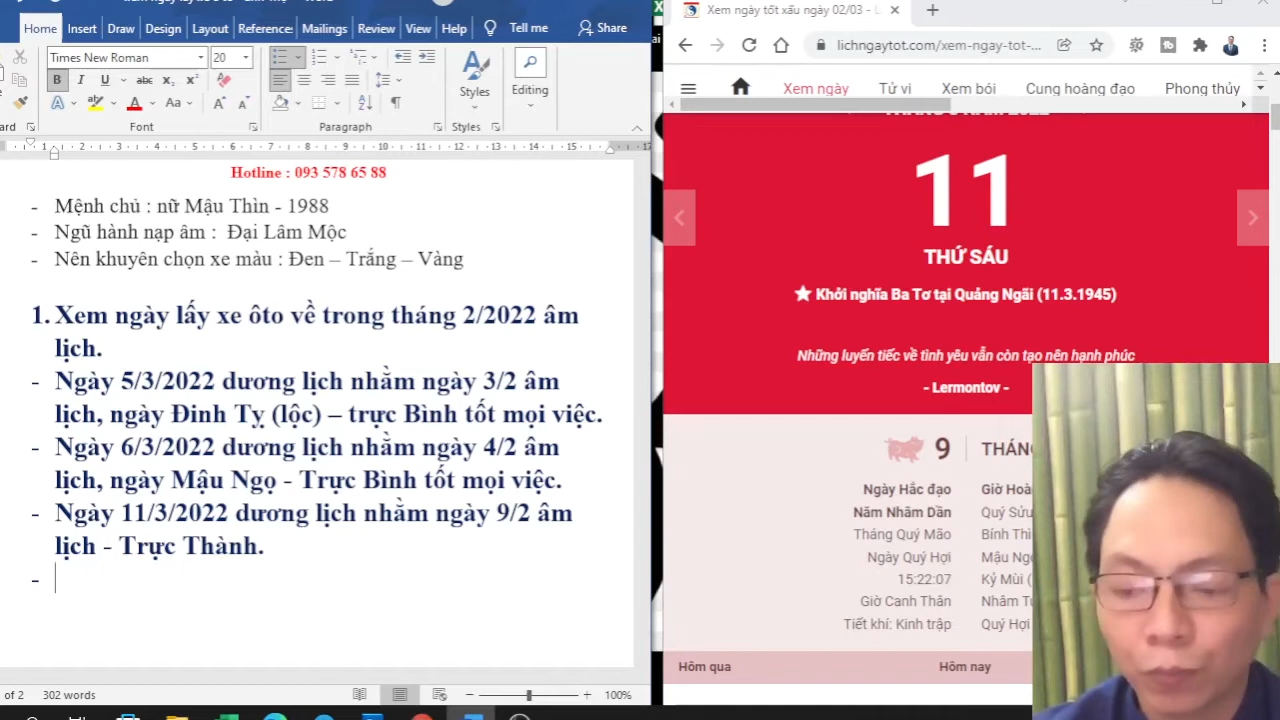 Home Insert Draw Design Layout Reference: Mailings Review View Help Tell me Share
Times New Roman 20
Styles
Editing
Font
Paragraph
Styles
Hotline : 093 578 65 88
- Mệnh chủ : nữ Mậu Thìn - 1988
- Ngũ hành nạp âm : Đại Lâm Mộc
- Nên khuyên chọn xe màu : Đen – Trắng – Vàng
1. Xem ngày lấy xe ôto về trong tháng 2/2022 âm
lịch.
- Ngày 5/3/2022 dương lịch nhằm ngày 3/2 âm
lịch, ngày Đinh Tỵ (lộc) – trực Bình tốt mọi việc.
- Ngày 6/3/2022 dương lịch nhằm ngày 4/2 âm
lịch, ngày Mậu Ngọ - Trực Bình tốt mọi việc.
- Ngày 11/3/2022 dương lịch nhằm ngày 9/2 âm
lịch - Trực Thành.
-
of 2 302 words
100%
Xem ngày tốt xấu ngày 02/03 - L
lichngaytot.com/xem-ngay-tot-...
Xem ngày Tử vi Xem bói Cung hoàng đạo Phong thủy
11
THỨ SÁU
★ Khởi nghĩa Ba Tơ tại Quảng Ngãi (11.3.1945)
Những luyến tiếc về tình yêu vẫn còn tạo nên hạnh phúc
- Lermontov -
9 THÁNG
Ngày Hắc đạo
Năm Nhâm Dần
Tháng Quý Mão
Ngày Quý Hợi
15:22:07
Giờ Canh Thân
Tiết khí: Kinh trập
Giờ
Quý Sửu
Kỷ Mùi (
Quý Hợi
Hôm qua
Hôm nay